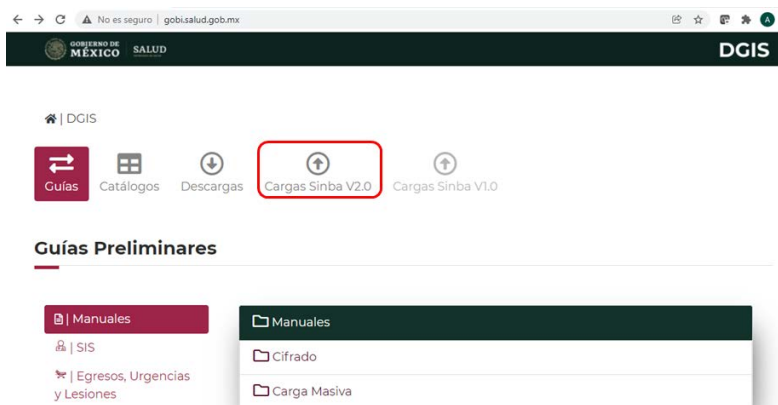 No es seguro | gobi.salud.gob.mx
A
GOBIERNO DE
MÉXICO
SALUD
DGIS
| DGIS
Guías
Catálogos
Descargas
Cargas Sinba V2.0
Cargas Sinba V1.0
Guías Preliminares
| Manuales
Manuales
| SIS
Cifrado
| Egresos, Urgencias
y Lesiones
Carga Masiva